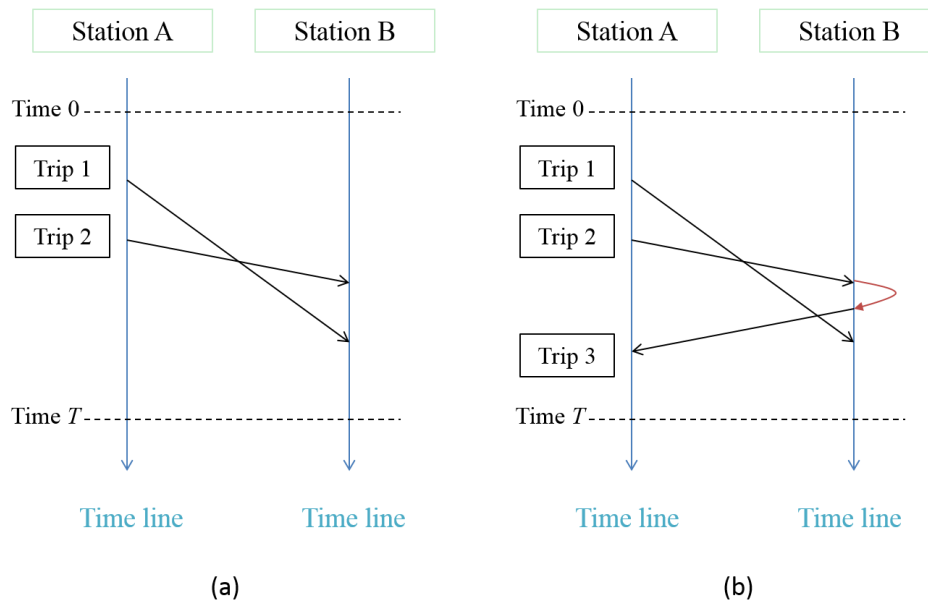 Station A
Station B
Time 0
Trip 1
Trip 2
Time T
Time line
Time line
(a)
Station A
Station B
Time 0
Trip 1
Trip 2
Trip 3
Time T
Time line
Time line
(b)